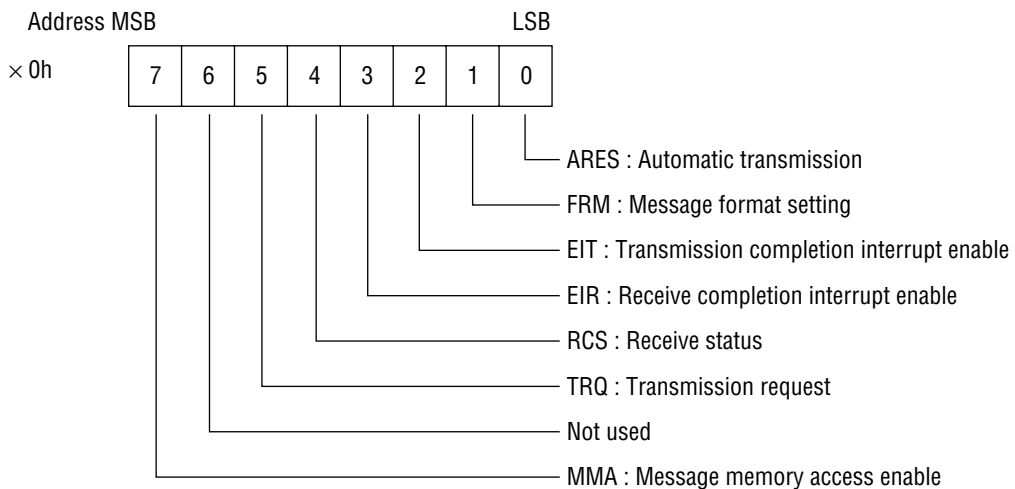 Address MSB LSB
× 0h 7 6 5 4 3 2 1 0
ARES : Automatic transmission
FRM : Message format setting
EIT : Transmission completion interrupt enable
EIR : Receive completion interrupt enable
RCS : Receive status
TRQ : Transmission request
Not used
MMA : Message memory access enable